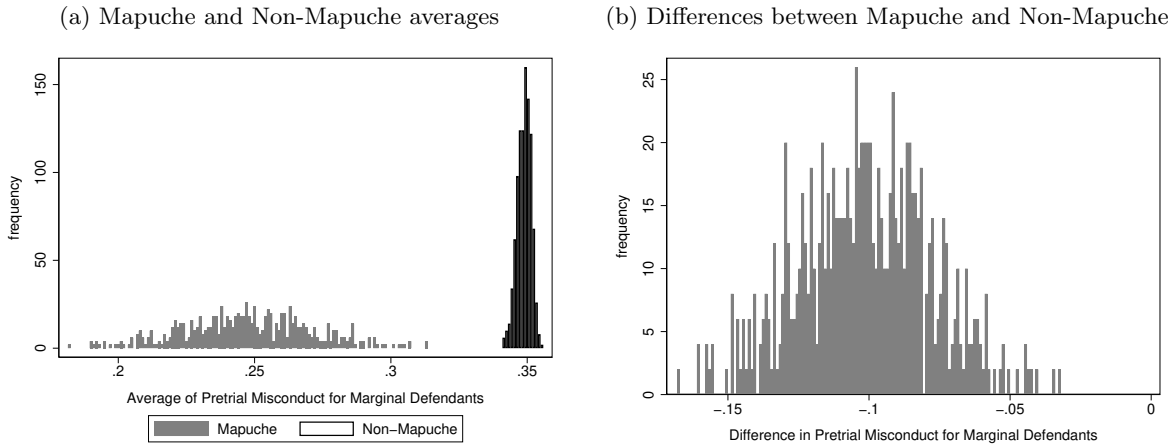 (a) Mapuche and Non-Mapuche averages
(b) Differences between Mapuche and Non-Mapuche
frequency
150
100
50
0
.2
.25
.3
.35
Average of Pretrial Misconduct for Marginal Defendants
Mapuche
Non−Mapuche
frequency
25
20
15
10
5
0
−.15
−.1
−.05
0
Difference in Pretrial Misconduct for Marginal Defendants